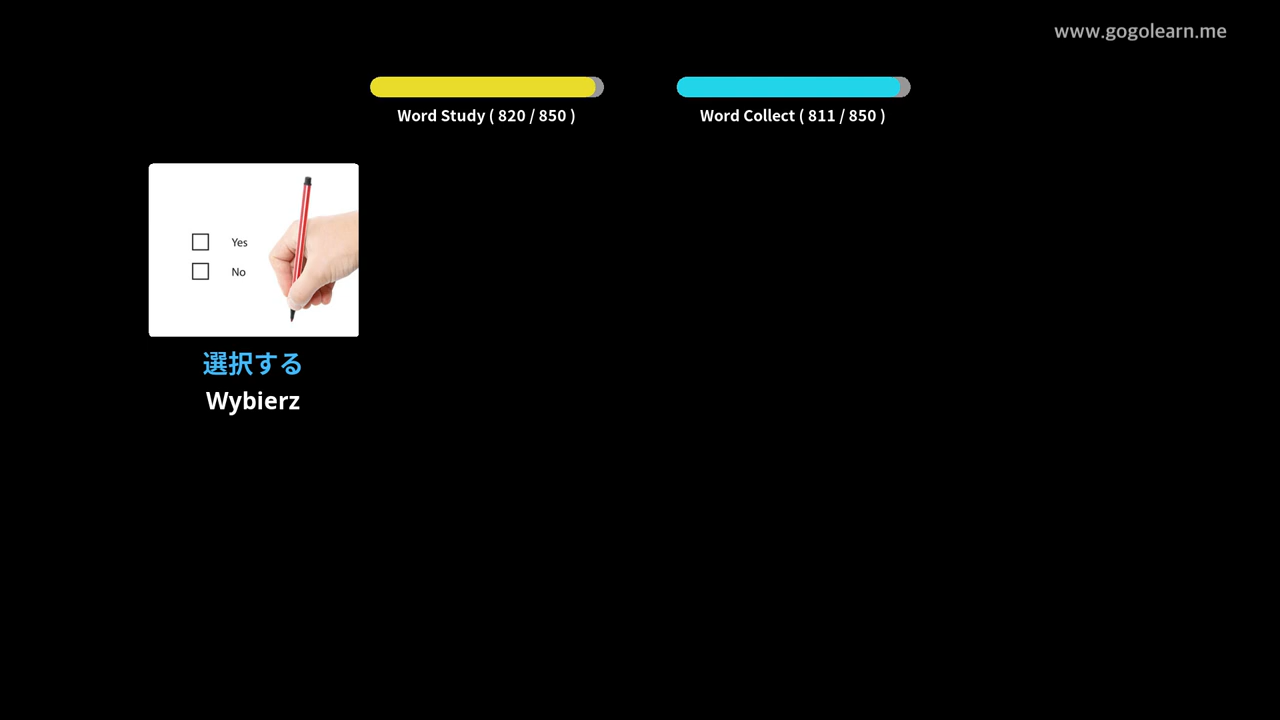 www.gogolearn.me
Word Study ( 820 / 850 )
Word Collect ( 811 / 850 )
Yes
No
選択する
Wybierz